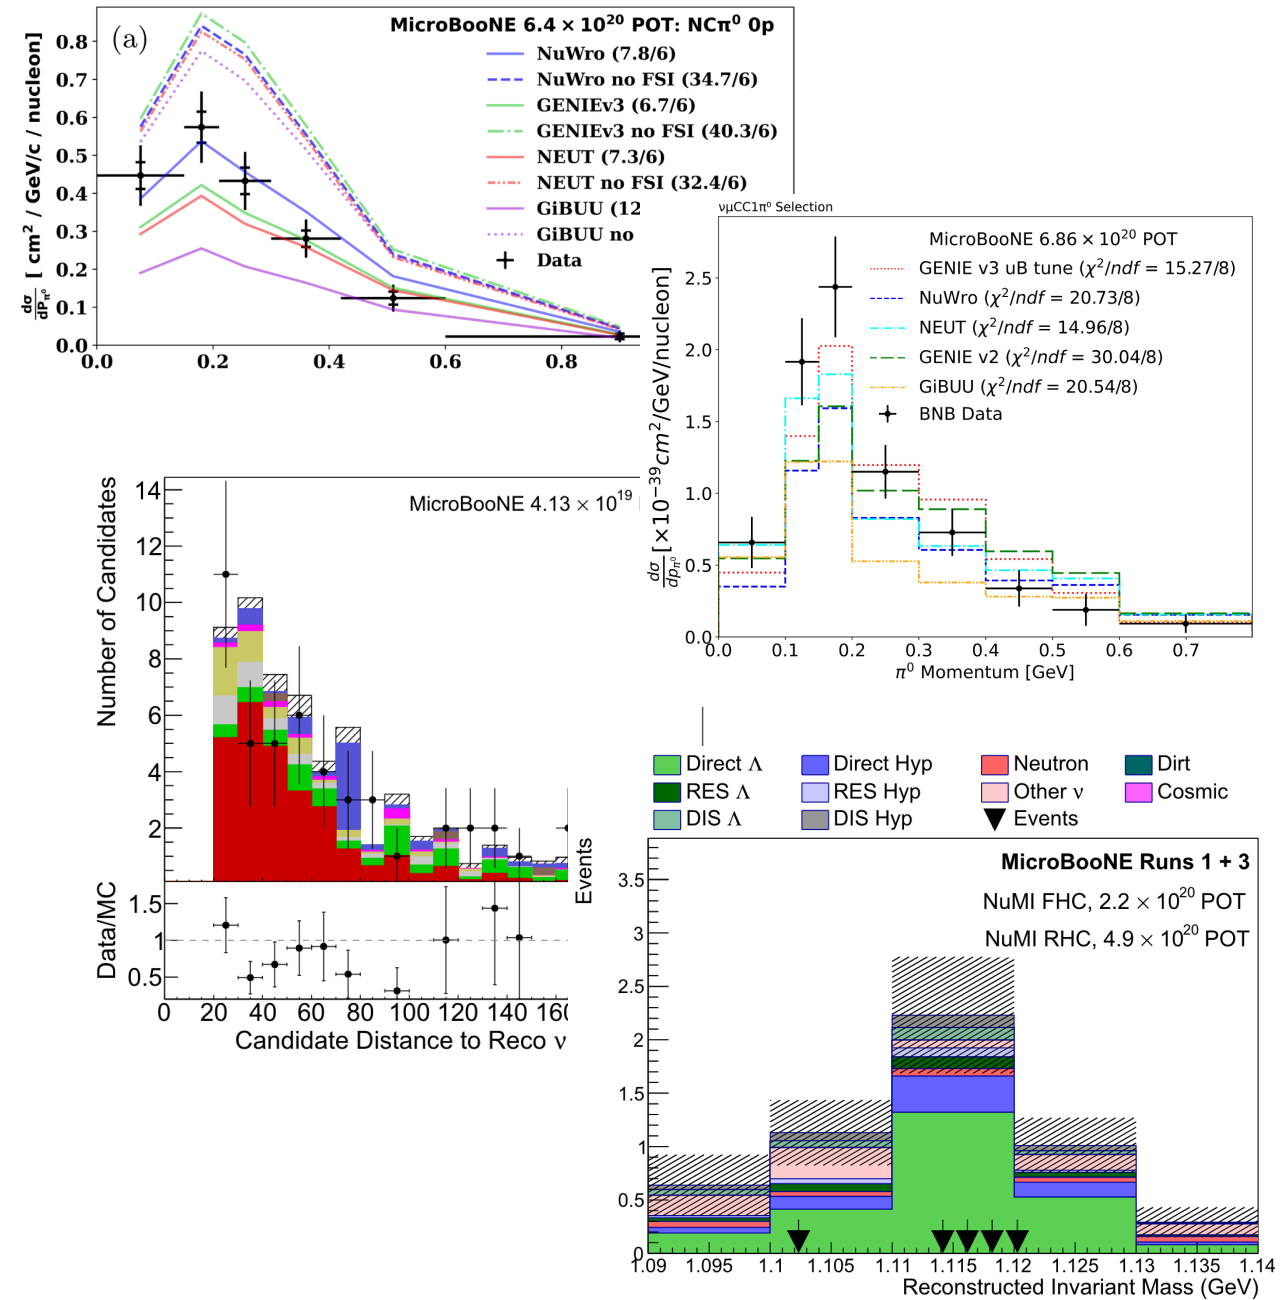 (a)
MicroBooNE 6.4 × 10²⁰ POT: NCπ⁰ 0p
NuWro (7.8/6)
NuWro no FSI (34.7/6)
GENIEv3 (6.7/6)
GENIEv3 no FSI (40.3/6)
NEUT (7.3/6)
NEUT no FSI (32.4/6)
GiBUU (12
GiBUU no
Data
dσ/dP_π⁰ [ cm² / GeV/c / nucleon]
0.8
0.7
0.6
0.5
0.4
0.3
0.2
0.1
0.0
0.0 0.2 0.4 0.6 0.8
νμCC1π⁰ Selection
MicroBooNE 6.86 × 10²⁰ POT
GENIE v3 uB tune (χ²/ndf = 15.27/8)
NuWro (χ²/ndf = 20.73/8)
NEUT (χ²/ndf = 14.96/8)
GENIE v2 (χ²/ndf = 30.04/8)
GiBUU (χ²/ndf = 20.54/8)
BNB Data
dσ/dp_π⁰ [×10⁻³⁹cm²/GeV/nucleon]
2.5
2.0
1.5
1.0
0.5
0.0
0.0 0.1 0.2 0.3 0.4 0.5 0.6 0.7
π⁰ Momentum [GeV]
MicroBooNE 4.13 × 10¹⁹
Number of Candidates
14
12
10
8
6
4
2
Data/MC
1.5
1
0.5
0 20 40 60 80 100 120 140 160
Candidate Distance to Reco ν
Direct Λ Direct Hyp Neutron Dirt
RES Λ RES Hyp Other ν Cosmic
DIS Λ DIS Hyp Events
MicroBooNE Runs 1 + 3
NuMI FHC, 2.2 × 10²⁰ POT
NuMI RHC, 4.9 × 10²⁰ POT
Events
3.5
3
2.5
2
1.5
1
0.5
0
1.09 1.095 1.1 1.105 1.11 1.115 1.12 1.125 1.13 1.135 1.14
Reconstructed Invariant Mass (GeV)